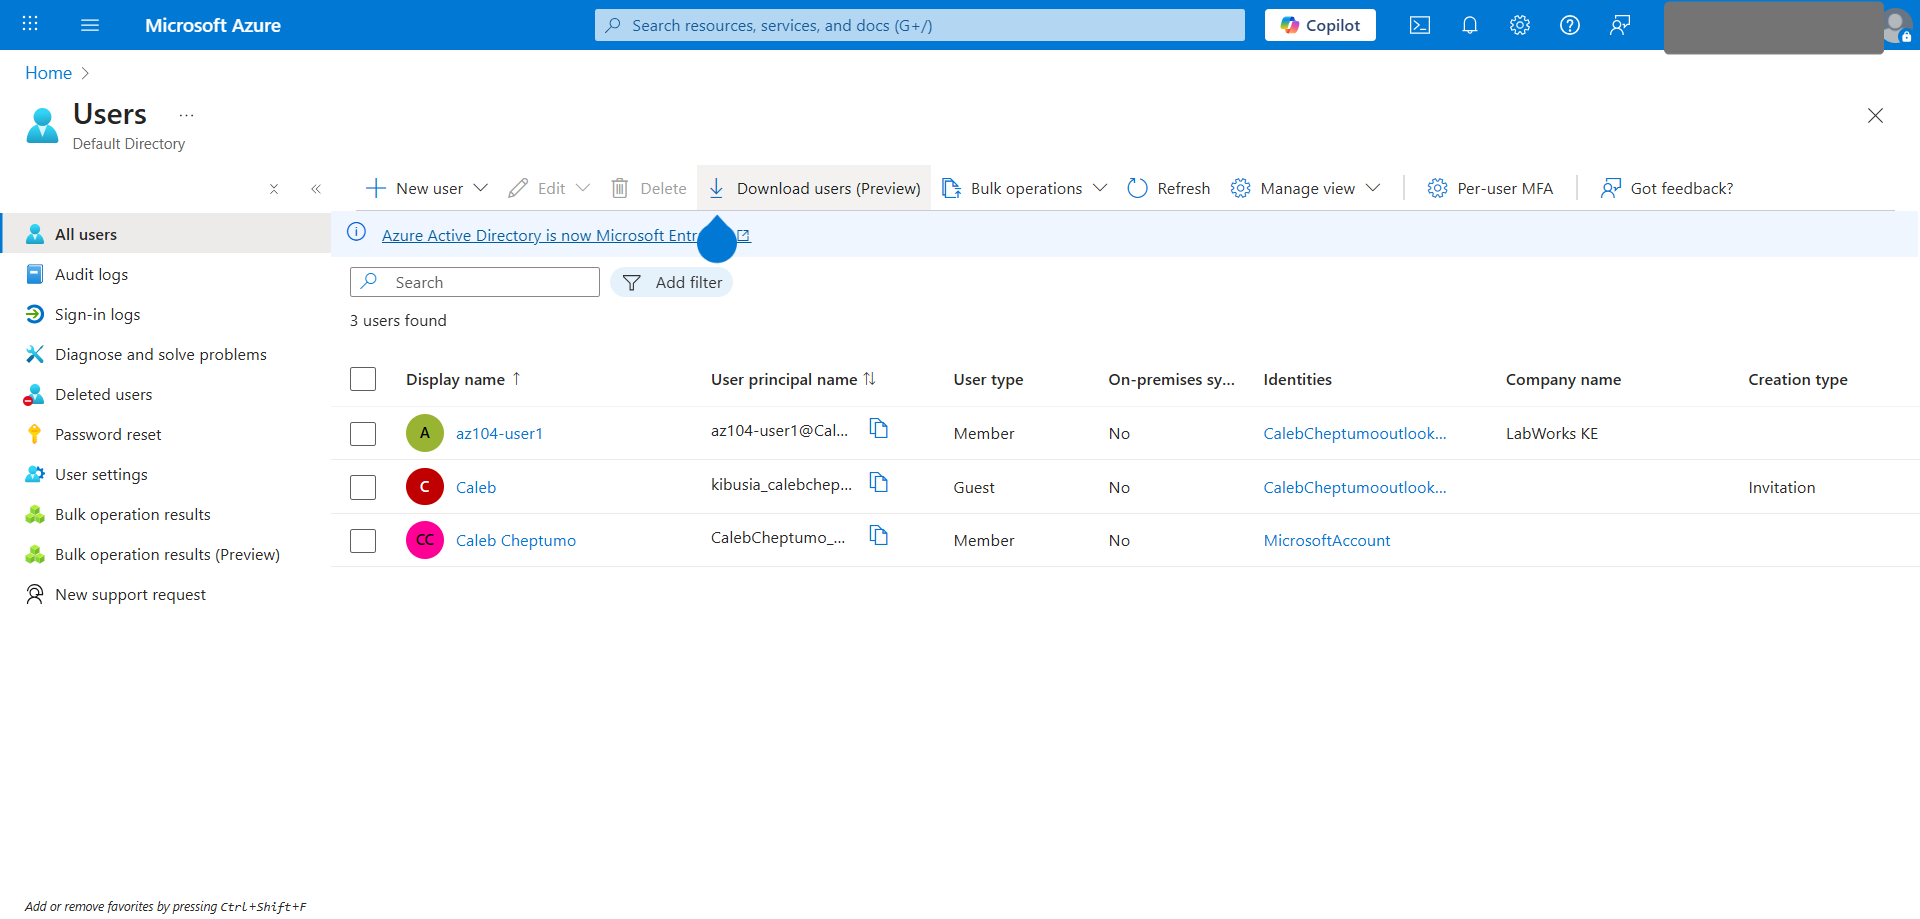 Microsoft Azure
Search resources, services, and docs (G+/)
Copilot
Home
Users
Default Directory
New user
Edit
Delete
Download users (Preview)
Bulk operations
Refresh
Manage view
Per-user MFA
Got feedback?
All users
Audit logs
Sign-in logs
Diagnose and solve problems
Deleted users
Password reset
User settings
Bulk operation results
Bulk operation results (Preview)
New support request
Azure Active Directory is now Microsoft Entr
Search
Add filter
3 users found
Display name ↑ User principal name ↑↓ User type On-premises sy... Identities Company name Creation type
A az104-user1 az104-user1@Cal... Member No CalebCheptumooutlook... LabWorks KE
C Caleb kibusia_calebchep... Guest No CalebCheptumooutlook... Invitation
CC Caleb Cheptumo CalebCheptumo_... Member No MicrosoftAccount
Add or remove favorites by pressing Ctrl+Shift+F